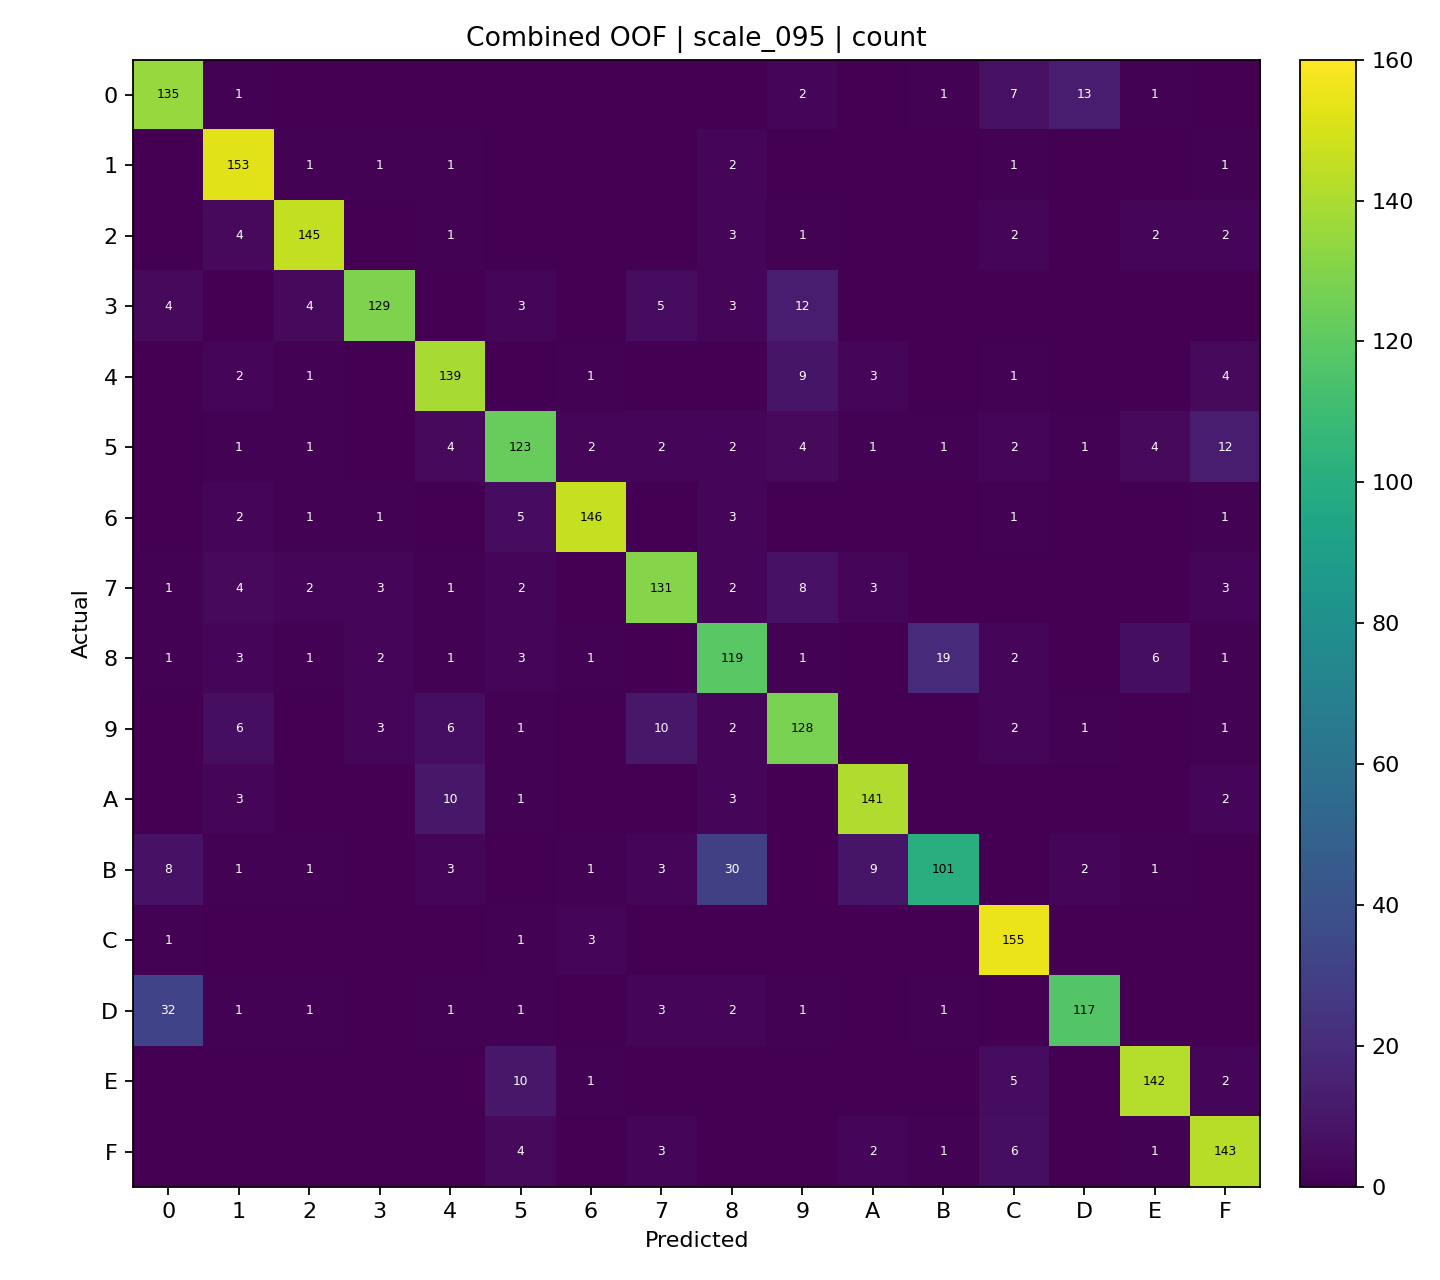 Combined OOF | scale_095 | count
0 135 1 2 1 7 13 1
1 153 1 1 1 2 1 1
2 4 145 1 3 1 2 2 2
3 4 4 129 3 5 3 12
4 2 1 139 1 9 3 1 4
5 1 1 4 123 2 2 2 4 1 1 2 1 4 12
6 2 1 1 5 146 3 1 1
7 1 4 2 3 1 2 131 2 8 3 3
8 1 3 1 2 1 3 1 119 1 19 2 6 1
9 6 3 6 1 10 2 128 2 1 1
A 3 10 1 3 141 2
B 8 1 1 3 1 3 30 9 101 2 1
C 1 1 3 155
D 32 1 1 1 1 3 2 1 1 117
E 10 1 5 142 2
F 4 3 2 1 6 1 143
0 1 2 3 4 5 6 7 8 9 A B C D E F
Predicted
Actual
160
140
120
100
80
60
40
20
0